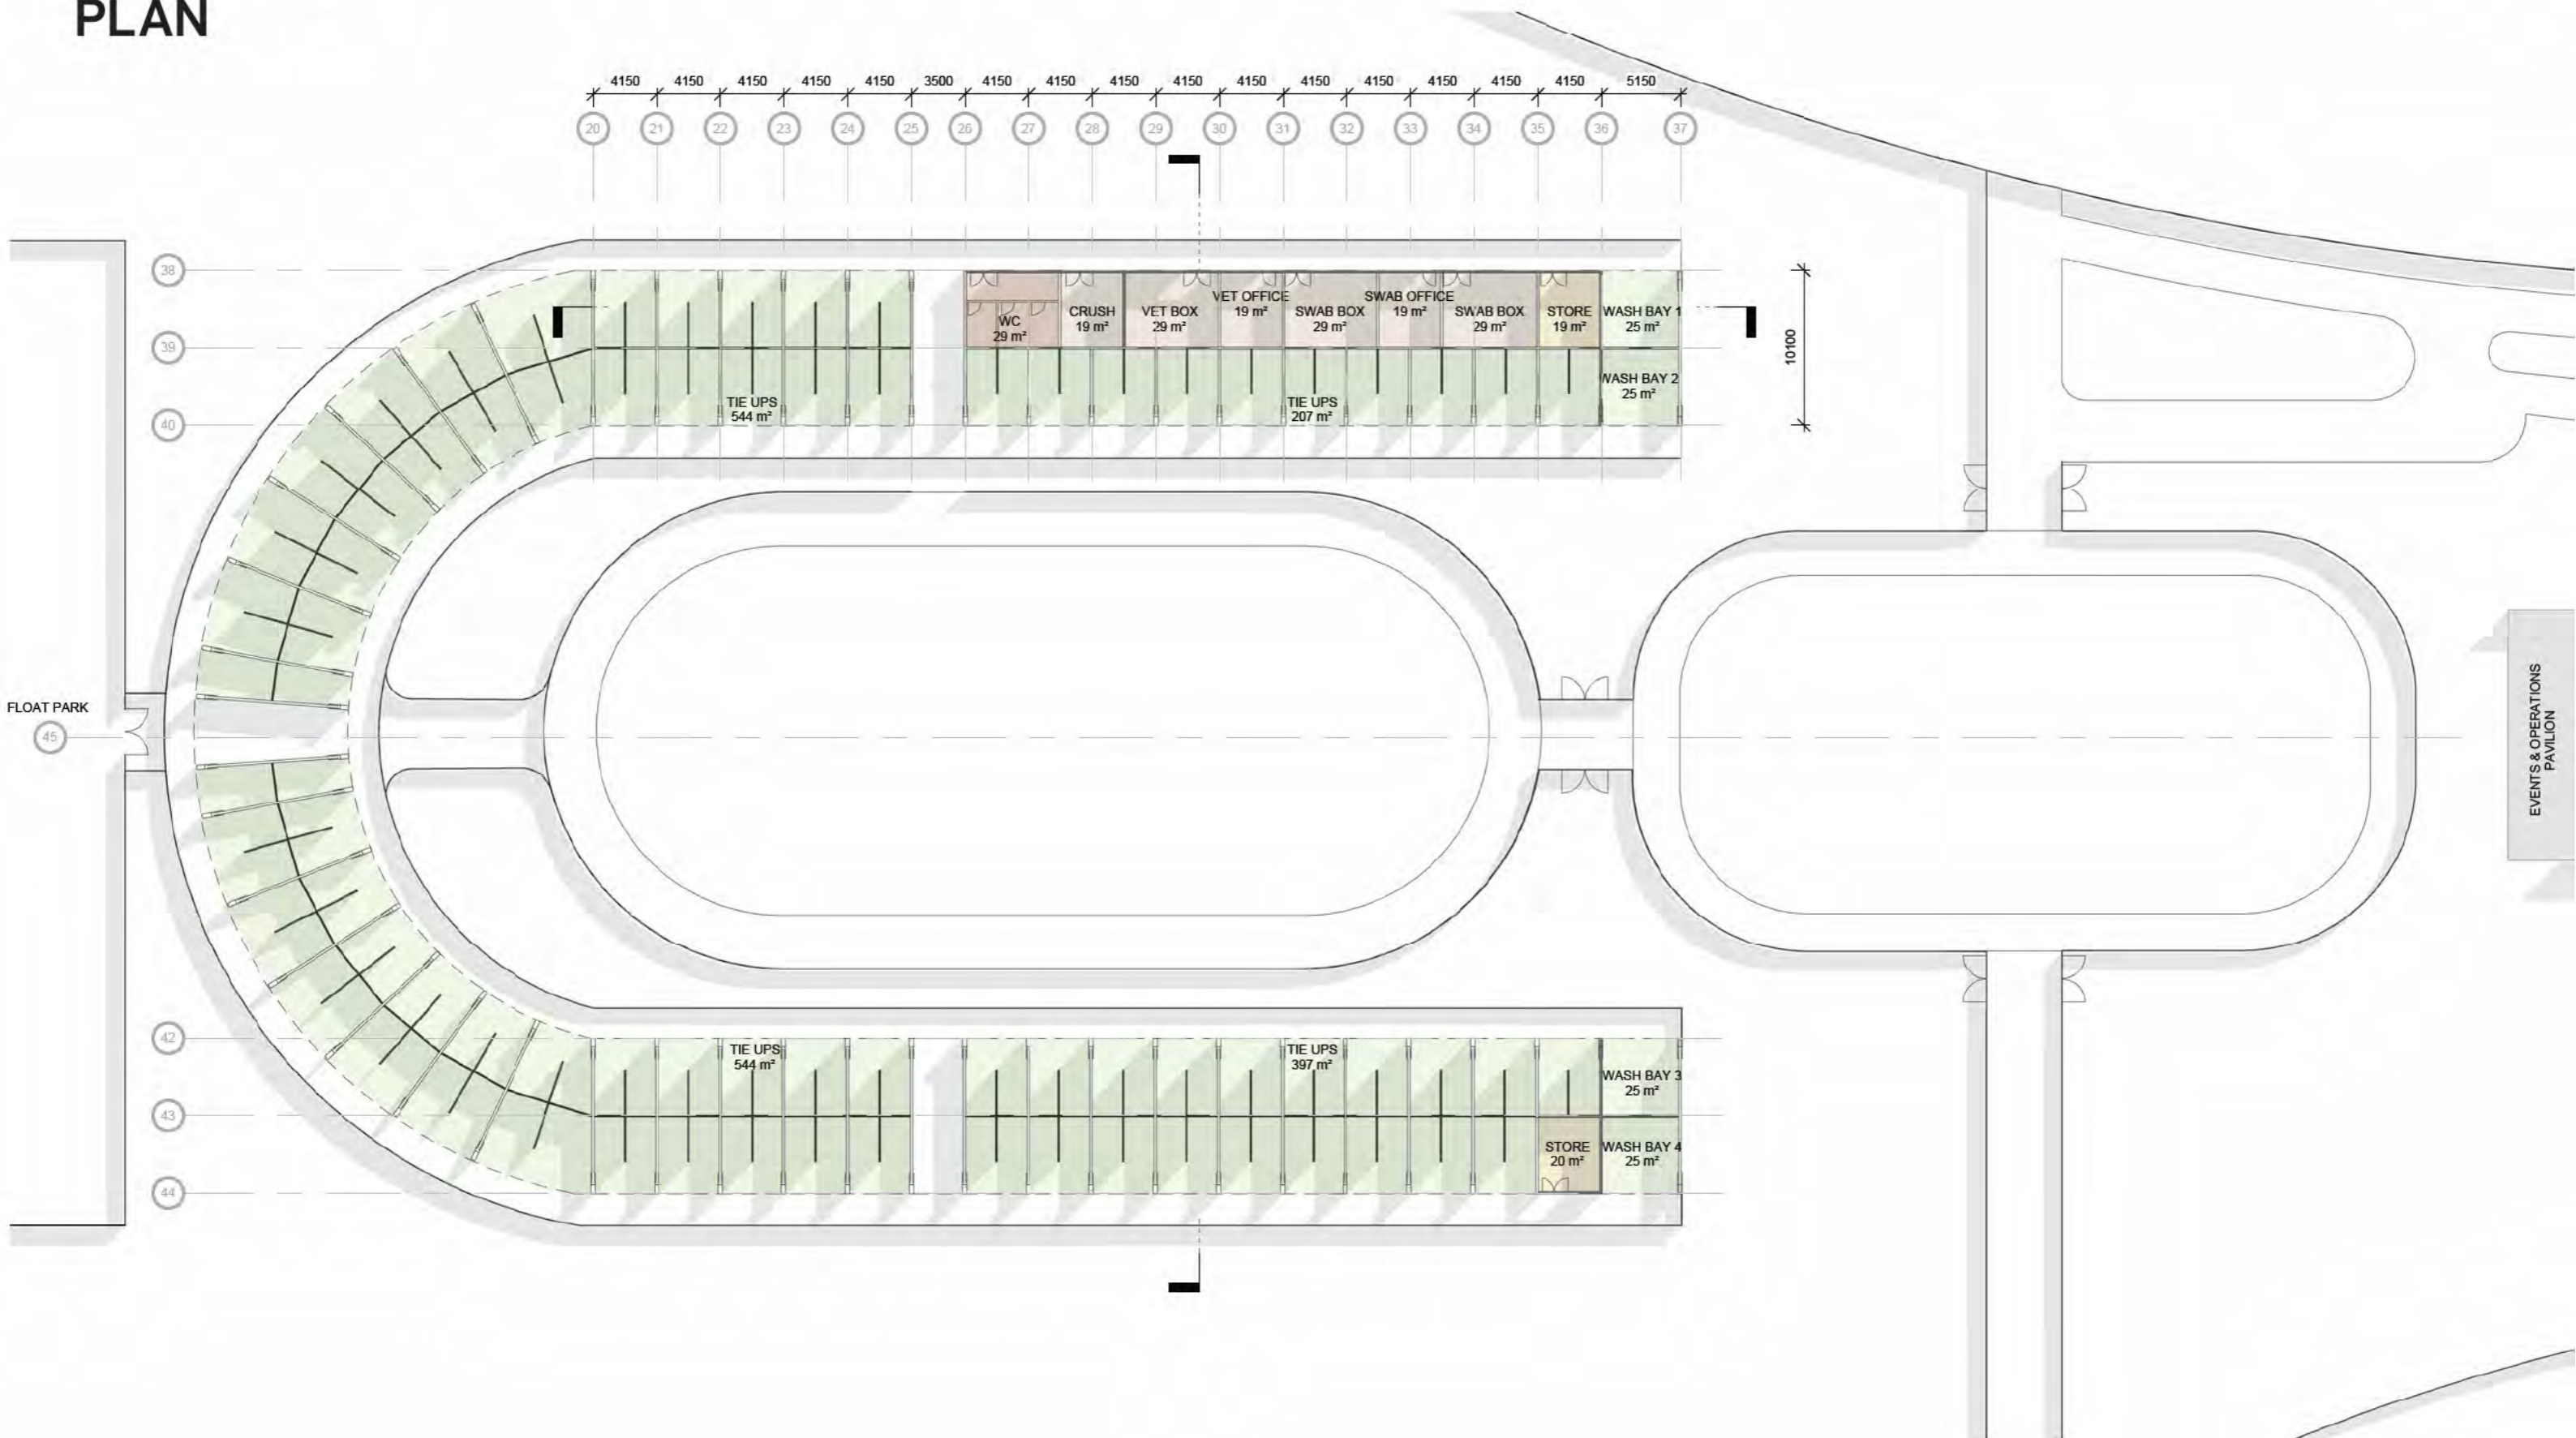 PLAN
4150 4150 4150 4150 4150 3500 4150 4150 4150 4150 4150 4150 4150 4150 4150 4150 5150
20 21 22 23 24 25 26 27 28 29 30 31 32 33 34 35 36 37
38
39
40
WC
29 m²
CRUSH
19 m²
VET BOX
29 m²
VET OFFICE
19 m²
SWAB BOX
29 m²
SWAB OFFICE
19 m²
SWAB BOX
29 m²
STORE
19 m²
WASH BAY 1
25 m²
10100
TIE UPS
544 m²
TIE UPS
207 m²
WASH BAY 2
25 m²
FLOAT PARK
45
EVENTS & OPERATIONS
PAVILION
42
43
44
TIE UPS
544 m²
TIE UPS
397 m²
WASH BAY 3
25 m²
STORE
20 m²
WASH BAY 4
25 m²